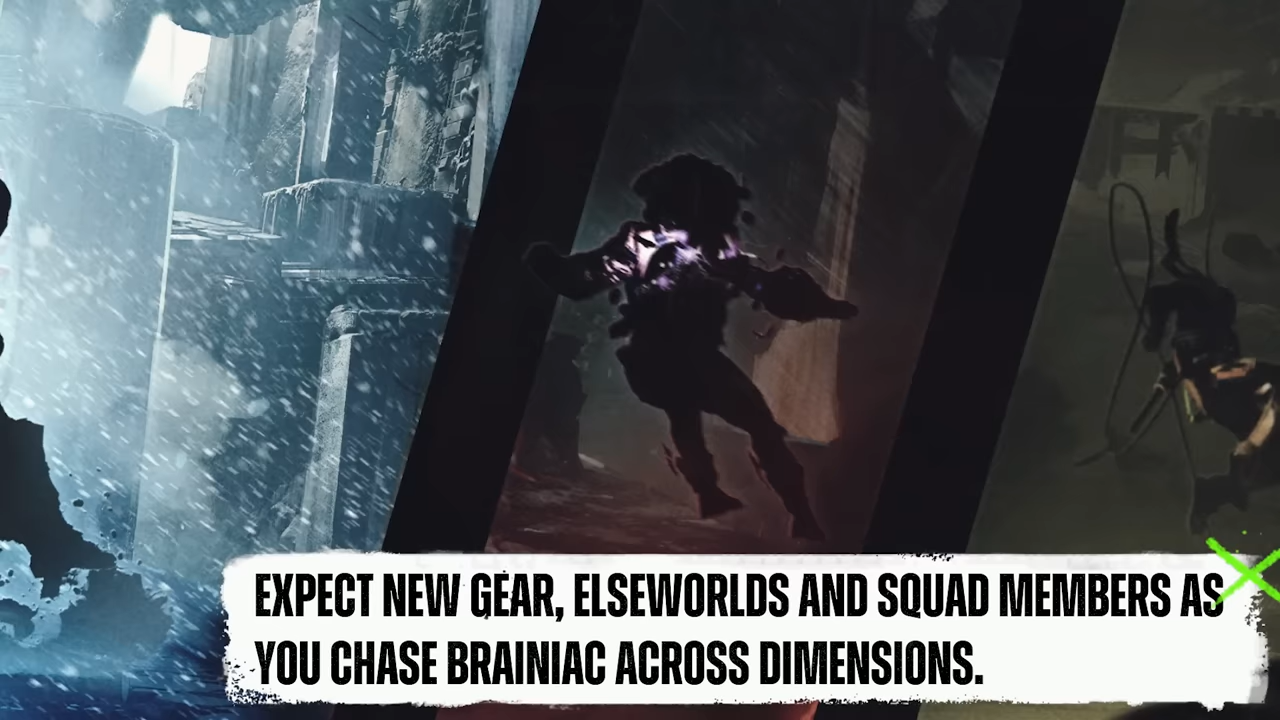 EXPECT NEW GEAR, ELSEWORLDS AND SQUAD MEMBERS AS
YOU CHASE BRAINIAC ACROSS DIMENSIONS.